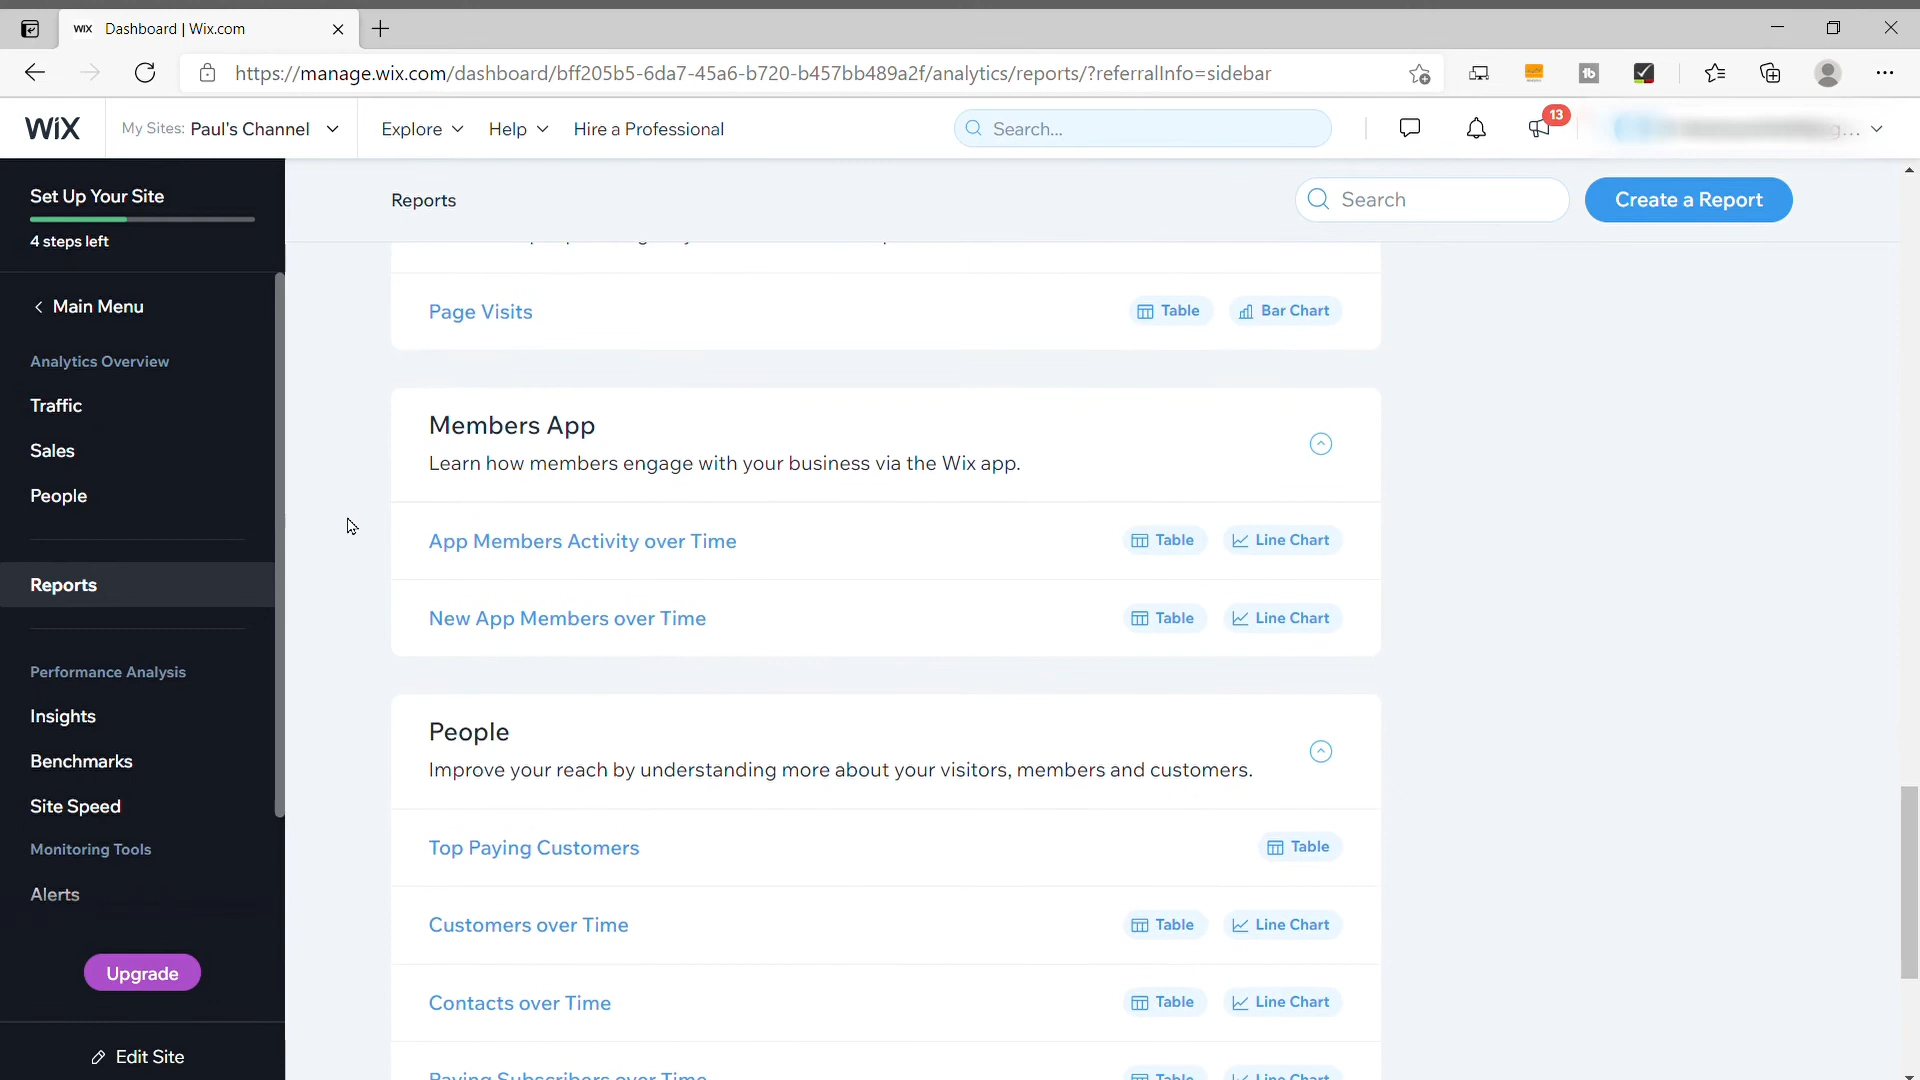 WIX Dashboard | Wix.com
https://manage.wix.com/dashboard/bff205b5-6da7-45a6-b720-b457bb489a2f/analytics/reports/?referralInfo=sidebar
WiX My Sites: Paul's Channel Explore Help Hire a Professional Search... 13
Set Up Your Site
4 steps left
Main Menu
Analytics Overview
Traffic
Sales
People
Reports
Performance Analysis
Insights
Benchmarks
Site Speed
Monitoring Tools
Alerts
Upgrade
Edit Site
Reports Search Create a Report
Page Visits Table Bar Chart
Members App
Learn how members engage with your business via the Wix app.
App Members Activity over Time Table Line Chart
New App Members over Time Table Line Chart
People
Improve your reach by understanding more about your visitors, members and customers.
Top Paying Customers Table
Customers over Time Table Line Chart
Contacts over Time Table Line Chart
Paying Subscribers over Time Table Line Chart